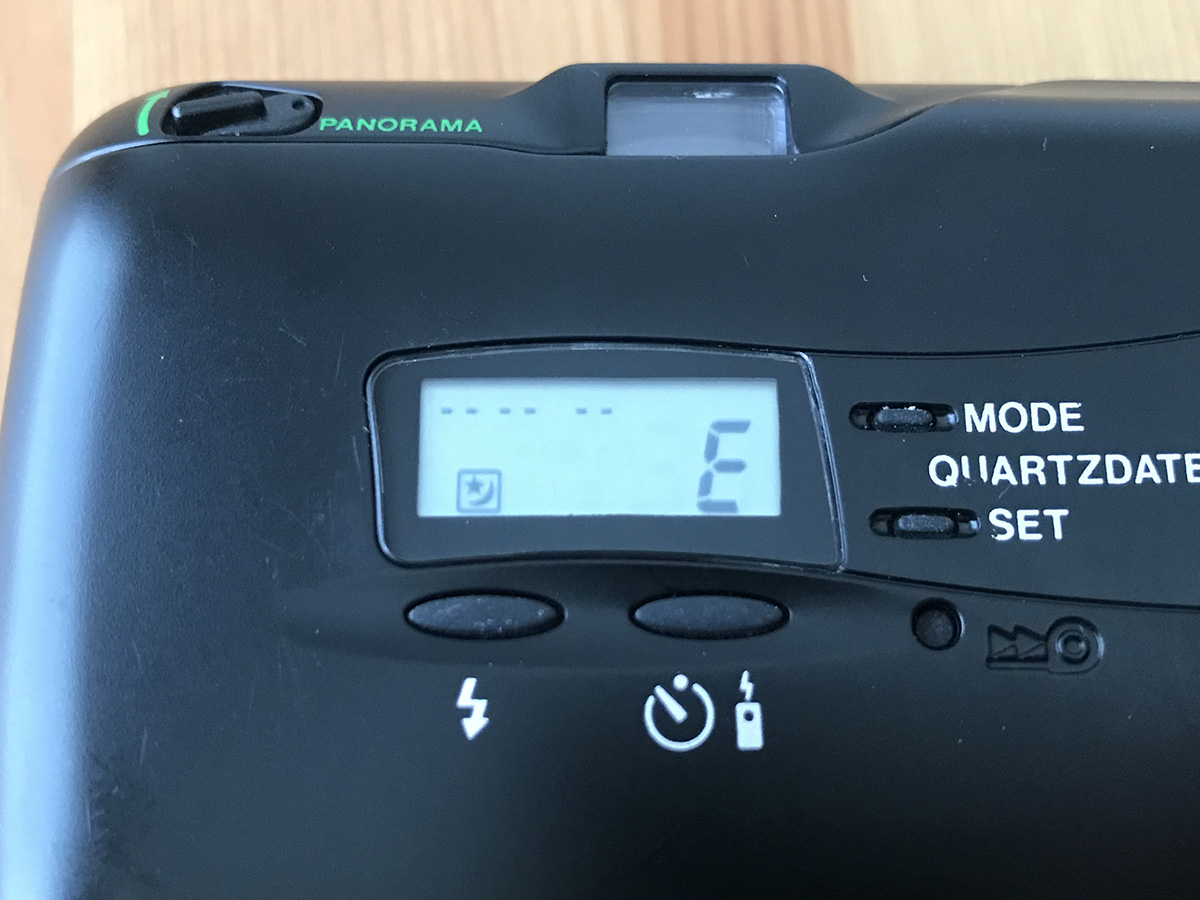 PANORAMA
-- -- --
E
MODE
QUARTZDATE
SET